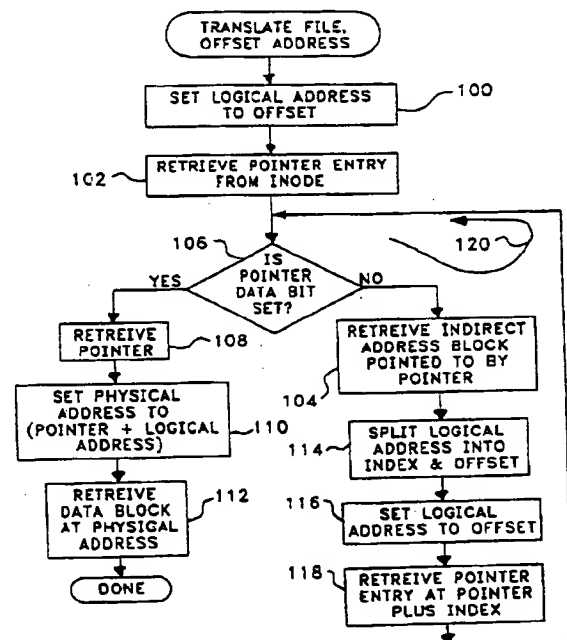 TRANSLATE FILE,
OFFSET ADDRESS
SET LOGICAL ADDRESS
TO OFFSET
100
RETRIEVE POINTER ENTRY
FROM INODE
102
106
IS
POINTER
DATA BIT
SET?
YES
NO
120
RETREIVE
POINTER
108
SET PHYSICAL
ADDRESS TO
(POINTER + LOGICAL
ADDRESS)
110
RETREIVE
DATA BLOCK
AT PHYSICAL
ADDRESS
112
DONE
RETREIVE INDIRECT
ADDRESS BLOCK
POINTED TO BY
POINTER
104
SPLIT LOGICAL
ADDRESS INTO
INDEX & OFFSET
114
SET LOGICAL
ADDRESS TO OFFSET
116
RETREIVE POINTER
ENTRY AT POINTER
PLUS INDEX
118